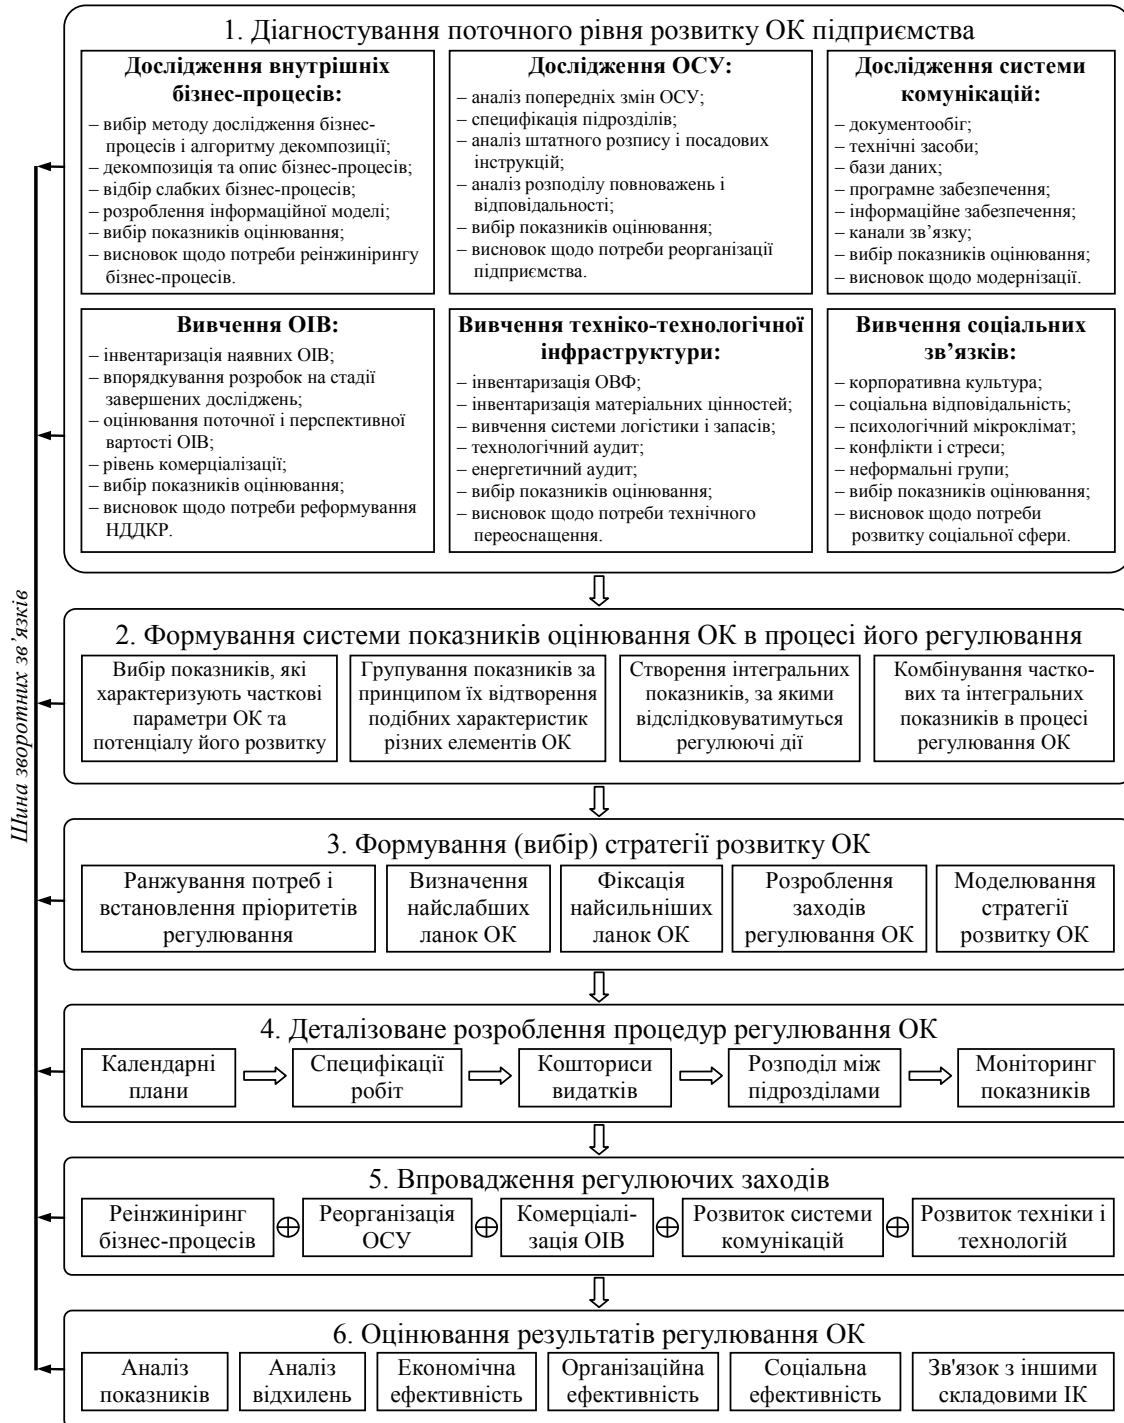 1. Діагностування поточного рівня розвитку ОК підприємства
Дослідження внутрішніх
бізнес-процесів:
– вибір методу дослідження бізнес-
процесів і алгоритму декомпозиції;
– декомпозиція та опис бізнес-процесів;
– відбір слабких бізнес-процесів;
– розроблення інформаційної моделі;
– вибір показників оцінювання;
– висновок щодо потреби реінжинірингу
бізнес-процесів.
Дослідження ОСУ:
– аналіз попередніх змін ОСУ;
– специфікація підрозділів;
– аналіз штатного розпису і посадових
інструкцій;
– аналіз розподілу повноважень і
відповідальності;
– вибір показників оцінювання;
– висновок щодо потреби реорганізації
підприємства.
Дослідження системи
комунікацій:
– документообіг;
– технічні засоби;
– бази даних;
– програмне забезпечення;
– інформаційне забезпечення;
– канали зв’язку;
– вибір показників оцінювання;
– висновок щодо модернізації.
Вивчення ОІВ:
– інвентаризація наявних ОІВ;
– впорядкування розробок на стадії
завершених досліджень;
– оцінювання поточної і перспективної
вартості ОІВ;
– рівень комерціалізації;
– вибір показників оцінювання;
– висновок щодо потреби реформування
НДДКР.
Вивчення техніко-технологічної
інфраструктури:
– інвентаризація ОВФ;
– інвентаризація матеріальних цінностей;
– вивчення системи логістики і запасів;
– технологічний аудит;
– енергетичний аудит;
– вибір показників оцінювання;
– висновок щодо потреби технічного
переоснащення.
Вивчення соціальних
зв’язків:
– корпоративна культура;
– соціальна відповідальність;
– психологічний мікроклімат;
– конфлікти і стреси;
– неформальні групи;
– вибір показників оцінювання;
– висновок щодо потреби
розвитку соціальної сфери.
Шина зворотних зв’язків
2. Формування системи показників оцінювання ОК в процесі його регулювання
Вибір показників, які
характеризують часткові
параметри ОК та
потенціалу його розвитку
Групування показників за
принципом їх відтворення
подібних характеристик
різних елементів ОК
Створення інтегральних
показників, за якими
відслідковуватимуться
регулюючі дії
Комбінування частко-
вих та інтегральних
показників в процесі
регулювання ОК
3. Формування (вибір) стратегії розвитку ОК
Ранжування потреб і
встановлення пріоритетів
регулювання
Визначення
найслабших
ланок ОК
Фіксація
найсильніших
ланок ОК
Розроблення
заходів
регулювання ОК
Моделювання
стратегії
розвитку ОК
4. Деталізоване розроблення процедур регулювання ОК
Календарні
плани
Специфікації
робіт
Кошториси
видатків
Розподіл між
підрозділами
Моніторинг
показників
5. Впровадження регулюючих заходів
Реінжиніринг
бізнес-процесів
Реорганізація
ОСУ
Комерціалі-
зація ОІВ
Розвиток системи
комунікацій
Розвиток техніки і
технологій
6. Оцінювання результатів регулювання ОК
Аналіз
показників
Аналіз
відхилень
Економічна
ефективність
Організаційна
ефективність
Соціальна
ефективність
Зв'язок з іншими
складовими ІК